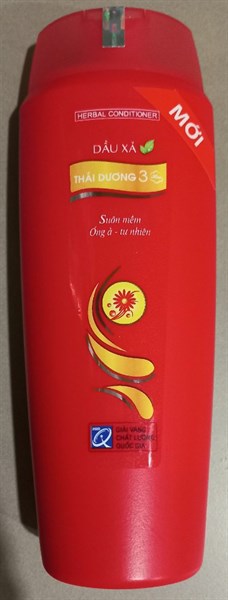 HERBAL CONDITIONER
MỚI
DẦU XẢ
THÁI DƯƠNG 3
Suôn mềm
Óng ả - tự nhiên
GIẢI VÀNG
CHẤT LƯỢNG
QUỐC GIA